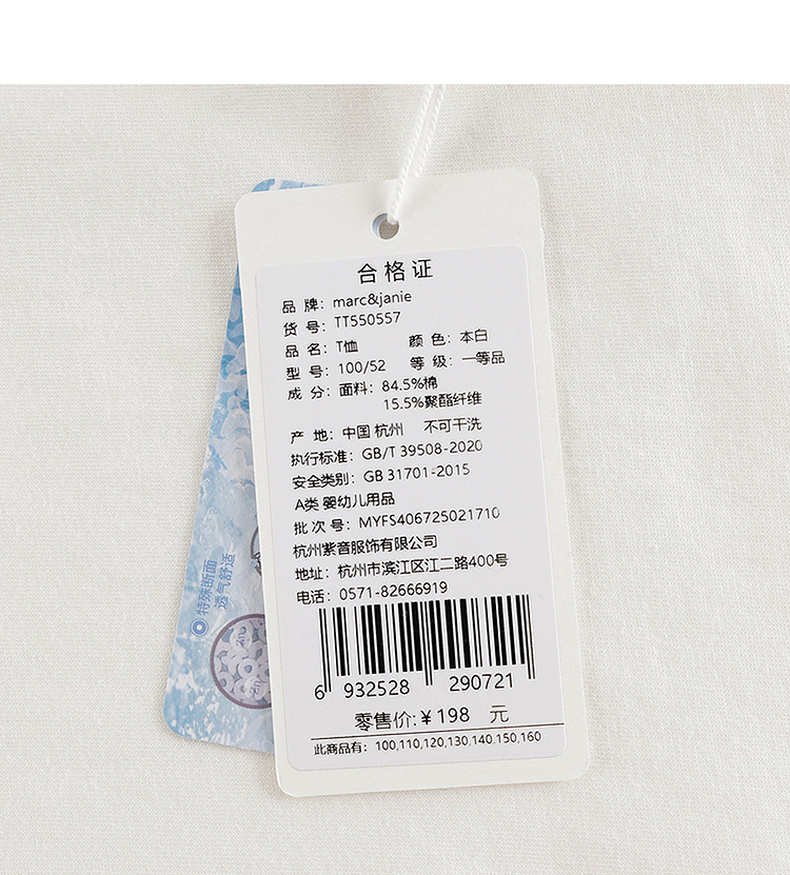 合格证
品 牌：marc&janie
货 号：TT550557
品 名：T恤 颜 色：本白
型 号：100/52 等 级：一等品
成 分：面料：84.5%棉
15.5%聚酯纤维
产 地：中国 杭州 不可干洗
执行标准：GB/T 39508-2020
安全类别：GB 31701-2015
A类 婴幼儿用品
批 次 号：MYFS406725021710
杭州紫音服饰有限公司
地址：杭州市滨江区江二路400号
电话：0571-82666919
6 932528 290721
零售价:￥198 元
此商品有：100,110,120,130,140,150,160
特殊断面
透气舒适
Zn
Zn